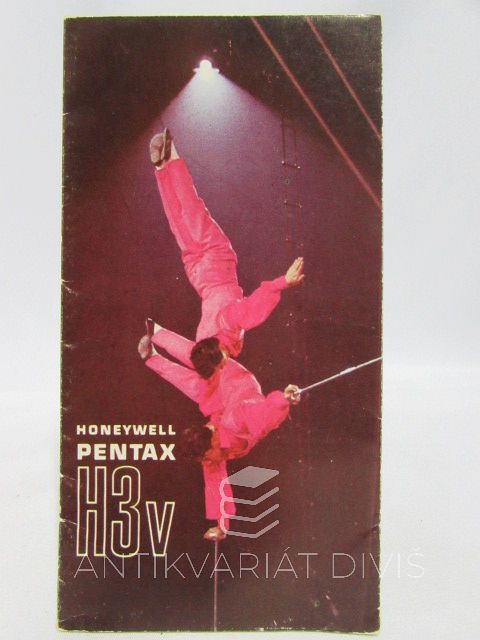 HONEYWELL
PENTAX
H3v
ANTIKVARIÁT DIVIŠ